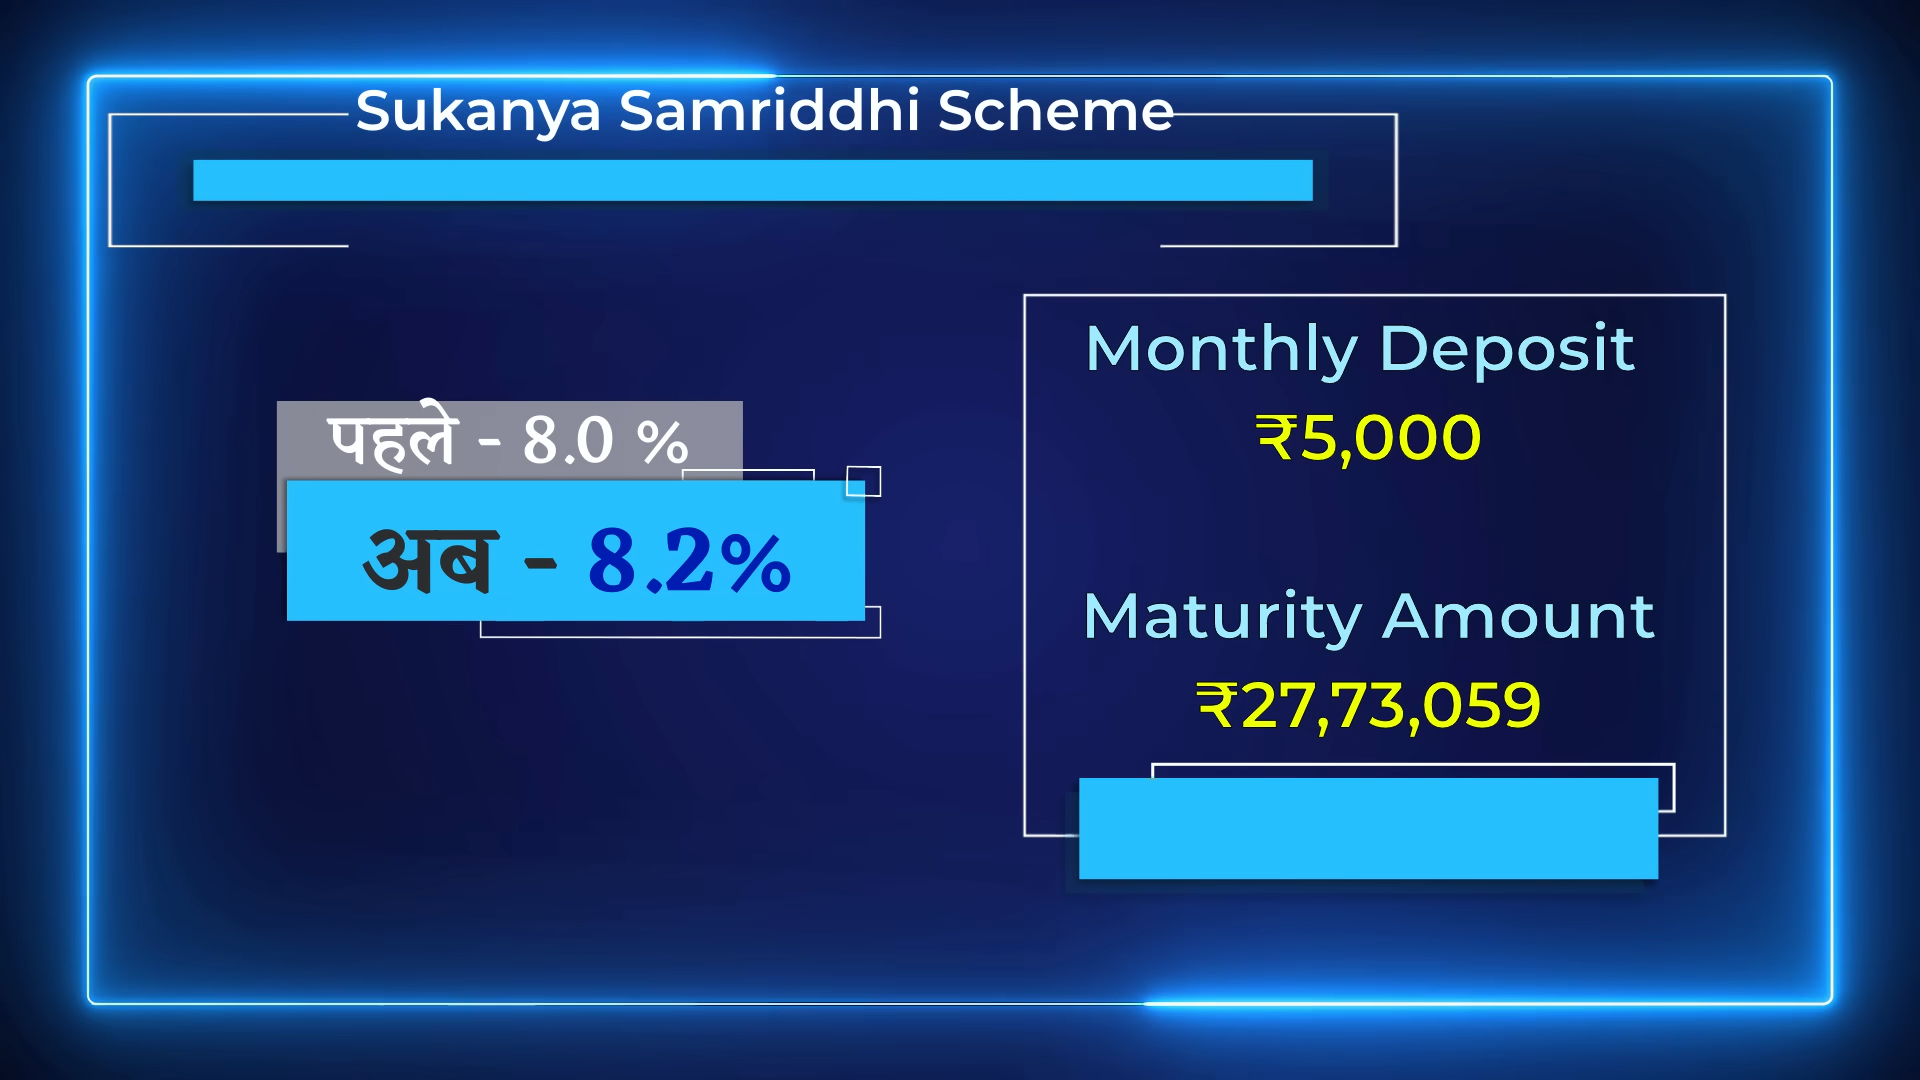 Sukanya Samriddhi Scheme
पहले - 8.0 %
अब - 8.2%
Monthly Deposit
₹5,000
Maturity Amount
₹27,73,059